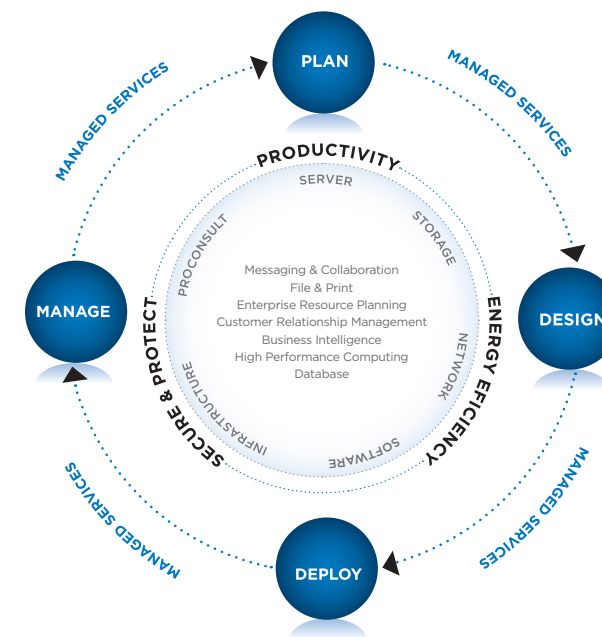 PLAN
MANAGED SERVICES
MANAGED SERVICES
PRODUCTIVITY
SERVER
PROCONSULT
STORAGE
Messaging & Collaboration
File & Print
Enterprise Resource Planning
Customer Relationship Management
Business Intelligence
High Performance Computing
Database
MANAGE
DESIGN
SECURE & PROTECT
ENERGY EFICIENCY
NETWORK
INFRASTRUCTURE
SOFTWARE
MANAGED SERVICES
MANAGED SERVICES
DEPLOY